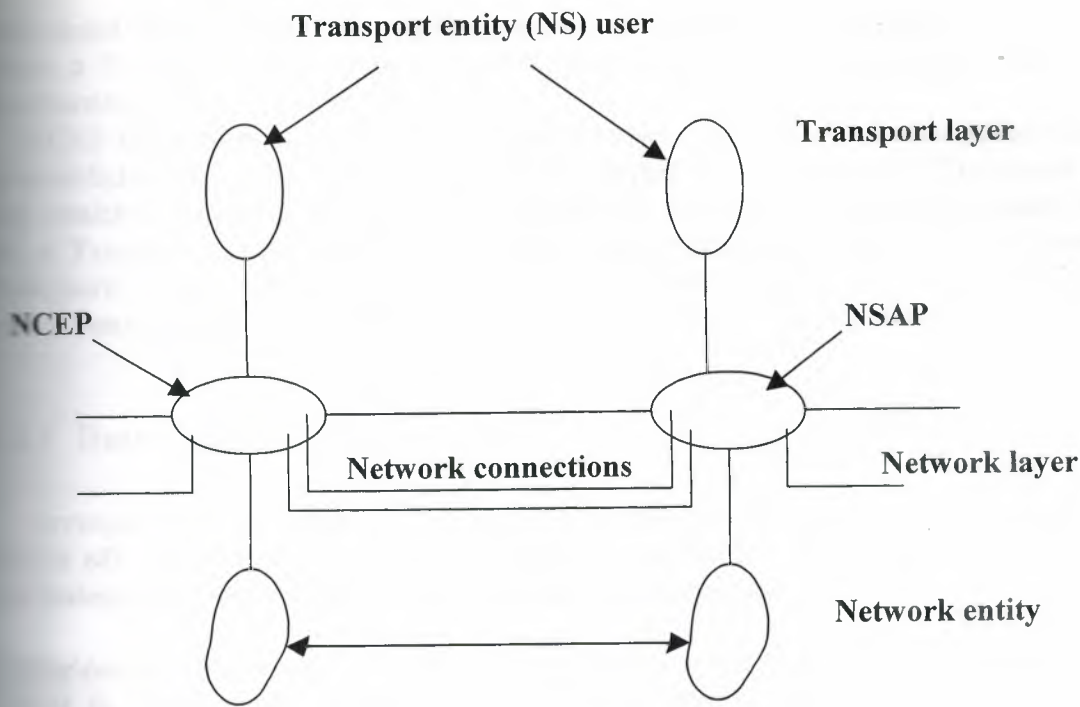 Transport entity (NS) user
Transport layer
NCEP
NSAP
Network connections
Network layer
Network entity